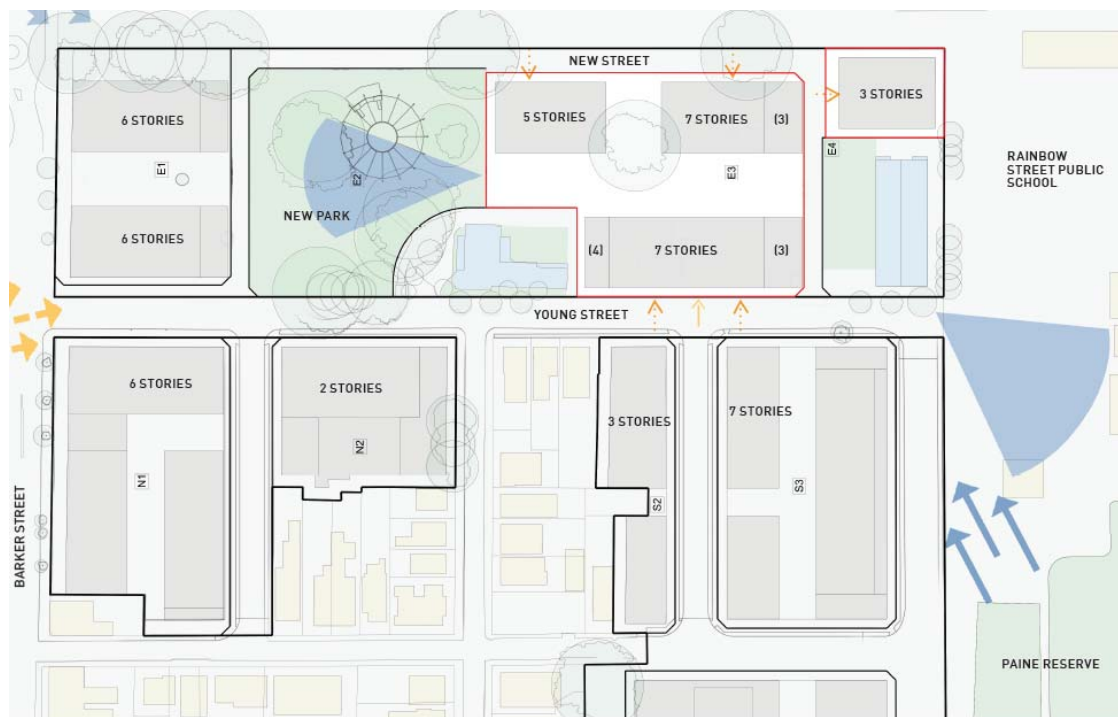 NEW STREET
6 STORIES
5 STORIES
7 STORIES
(3)
3 STORIES
E1
E2
E3
E4
RAINBOW
STREET PUBLIC
SCHOOL
NEW PARK
6 STORIES
(4)
7 STORIES
(3)
YOUNG STREET
6 STORIES
2 STORIES
3 STORIES
7 STORIES
N1
N2
S2
S3
BARKER STREET
PAINE RESERVE